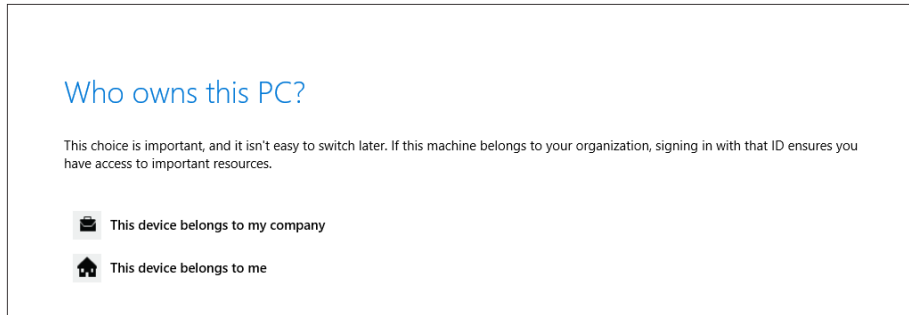 Who owns this PC?
This choice is important, and it isn't easy to switch later. If this machine belongs to your organization, signing in with that ID ensures you
have access to important resources.
This device belongs to my company
This device belongs to me